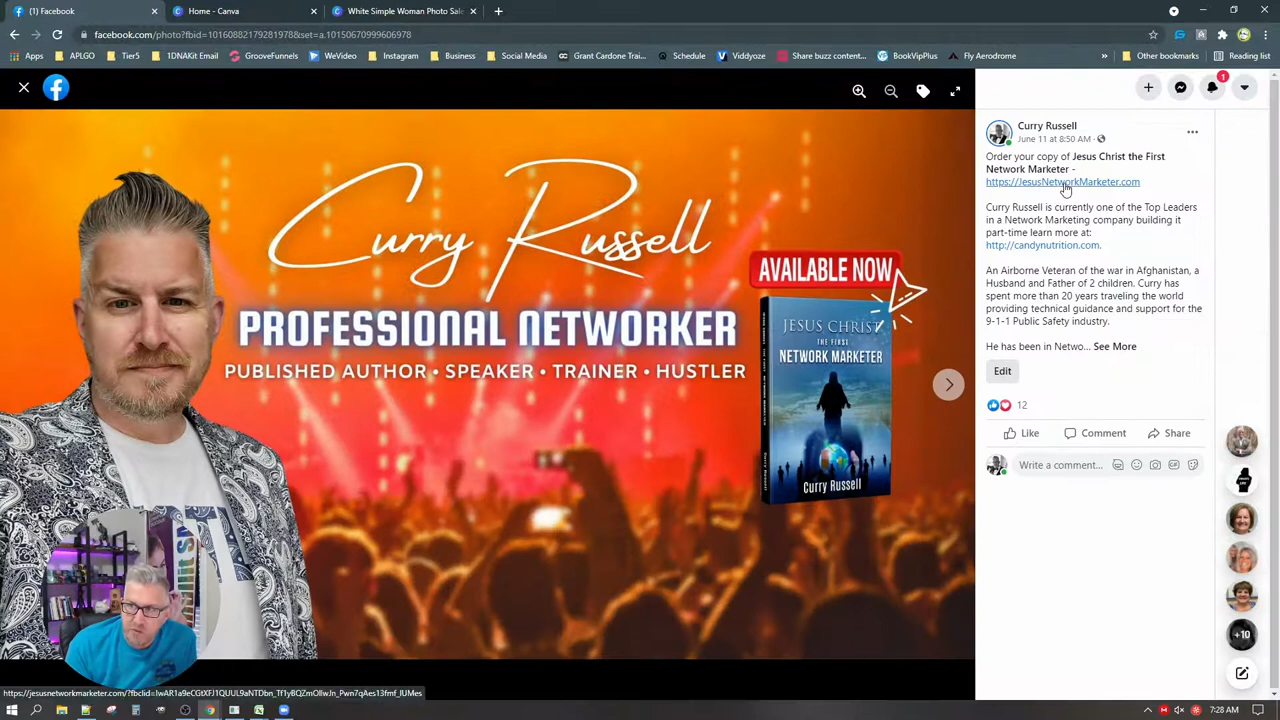 (1) Facebook
Home - Canva
White Simple Woman Photo Sale
facebook.com/photo?fbid=10160882179281978&set=a.10150670999606978
Apps
APLGO
Tier5
1DNAKit Email
GrooveFunnels
WeVideo
Instagram
Business
Social Media
Grant Cardone Trai...
Schedule
Viddyoze
Share buzz content...
BookVipPlus
Fly Aerodrome
»
Other bookmarks
Reading list
Curry Russell
PROFESSIONAL NETWORKER
PUBLISHED AUTHOR • SPEAKER • TRAINER • HUSTLER
AVAILABLE NOW
JESUS CHRIST
THE FIRST
NETWORK MARKETER
Curry Russell
1
Curry Russell
June 11 at 8:50 AM ·
Order your copy of Jesus Christ the First
Network Marketer -
https://JesusNetworkMarketer.com
Curry Russell is currently one of the Top Leaders
in a Network Marketing company building it
part-time learn more at:
http://candynutrition.com.
An Airborne Veteran of the war in Afghanistan, a
Husband and Father of 2 children. Curry has
spent more than 20 years traveling the world
providing technical guidance and support for the
9-1-1 Public Safety industry.
He has been in Netwo... See More
Edit
12
Like
Comment
Share
Write a comment...
+10
7:28 AM